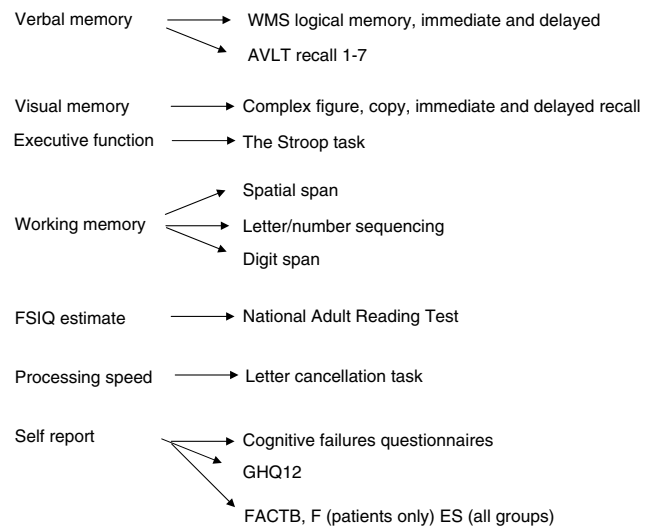 Verbal memory WMS logical memory, immediate and delayed
AVLT recall 1-7
Visual memory Complex figure, copy, immediate and delayed recall
Executive function The Stroop task
Spatial span
Working memory Letter/number sequencing
Digit span
FSIQ estimate National Adult Reading Test
Processing speed Letter cancellation task
Self report Cognitive failures questionnaires
GHQ12
FACTB, F (patients only) ES (all groups)